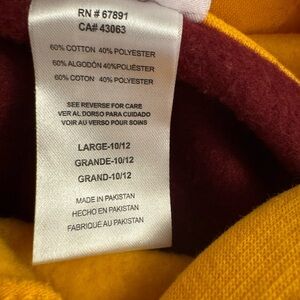 RN # 67891
CA# 43063
60% COTTON 40% POLYESTER
60% ALGODÓN 40%POLIÉSTER
60% COTON 40% POLYESTER
SEE REVERSE FOR CARE
VER AL DORSO PARA CUIDADO
VOIR AU VERSO POUR SOINS
LARGE-10/12
GRANDE-10/12
GRAND-10/12
MADE IN PAKISTAN
HECHO EN PAKISTAN
FABRIQUÉ AU PAKISTAN